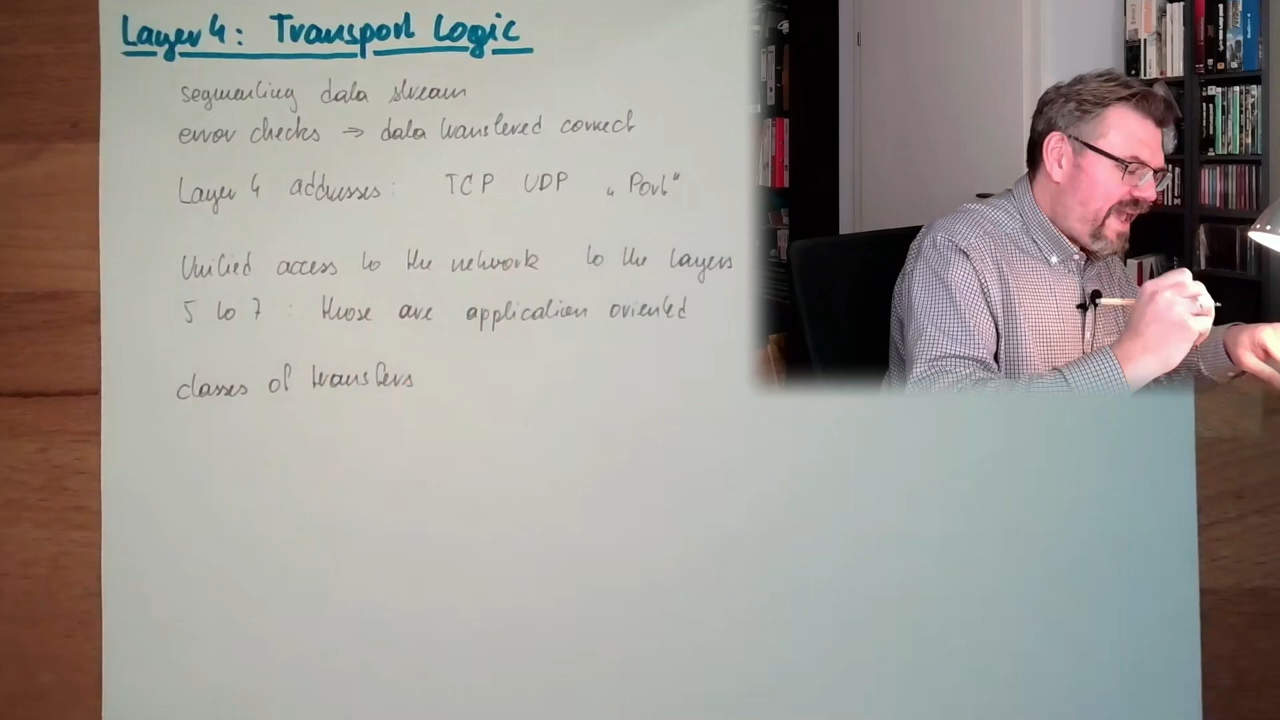 Layer 4: Transport Logic
segmenting data stream
error checks ⇒ data transfered correct
Layer 4 addresses: TCP UDP „Port"
Unified access to the network to the layers
5 to 7 : those are application oriented
classes of transfers